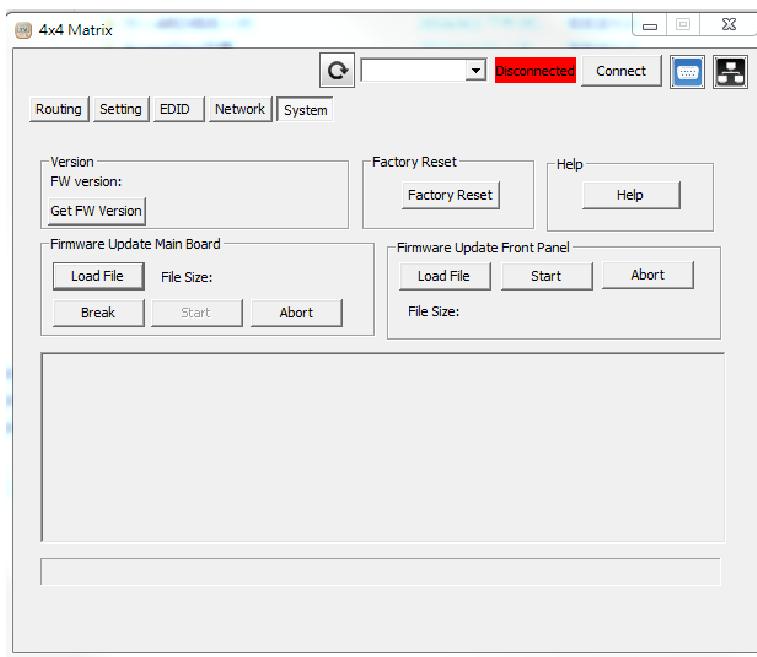 4x4 Matrix
Disconnected Connect
Routing Setting EDID Network System
Version Factory Reset Help
FW version:
Factory Reset Help
Get FW Version
Firmware Update Main Board Firmware Update Front Panel
Load File File Size: Load File Start Abort
Break Start Abort File Size: